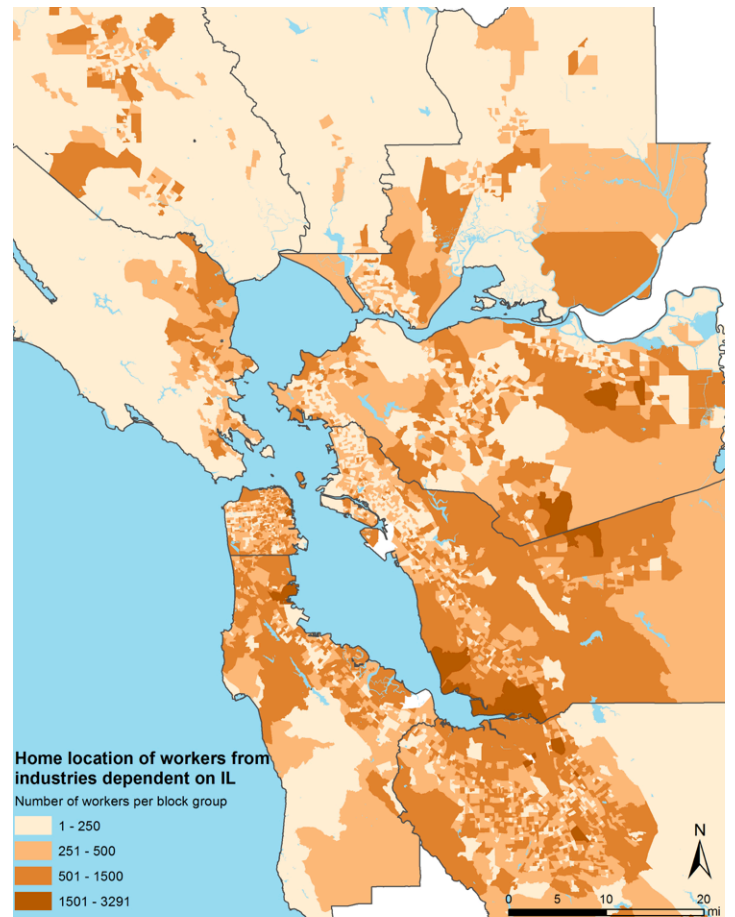 Home location of workers from
industries dependent on IL
Number of workers per block group
1 - 250
251 - 500
501 - 1500
1501 - 3291
N
0 5 10 20
mi